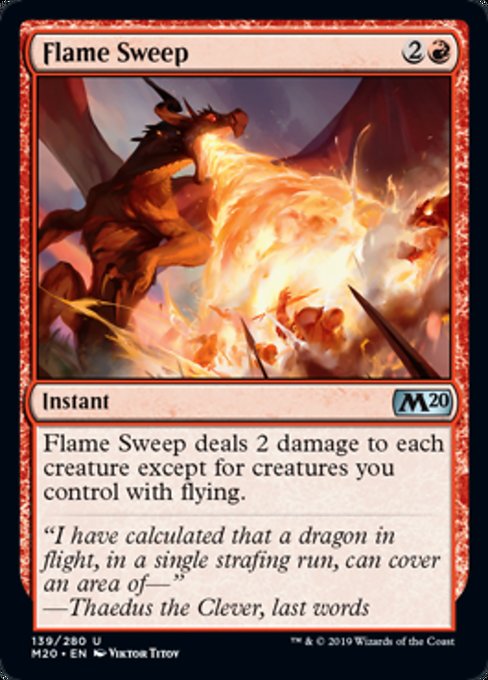 Flame Sweep 2
Instant M20
Flame Sweep deals 2 damage to each
creature except for creatures you
control with flying.
“I have calculated that a dragon in
flight, in a single strafing run, can cover
an area of—”
—Thaedus the Clever, last words
139/280 U
M20 • EN Viktor Titov
™ & © 2019 Wizards of the Coast